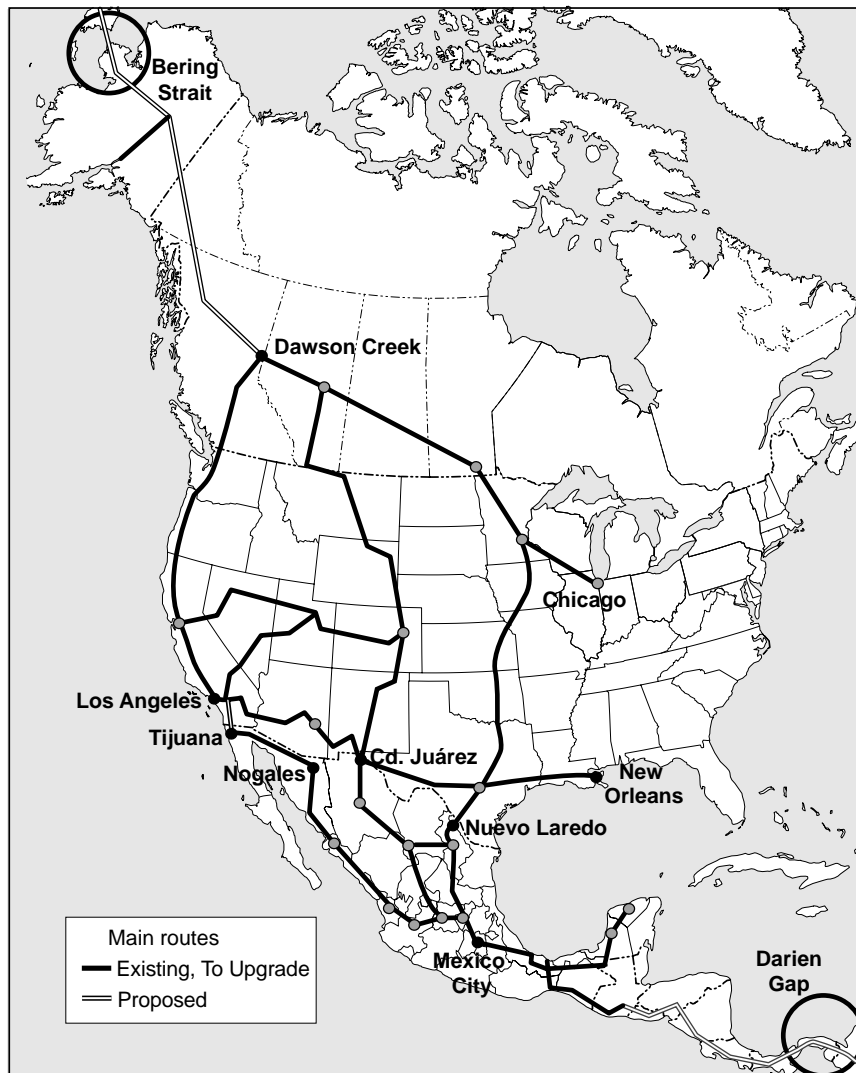 Bering
Strait
Dawson Creek
Chicago
Los Angeles
Tijuana
Nogales
Cd. Juárez
New
Orleans
Nuevo Laredo
Mexico
City
Darien
Gap
Main routes
Existing, To Upgrade
Proposed